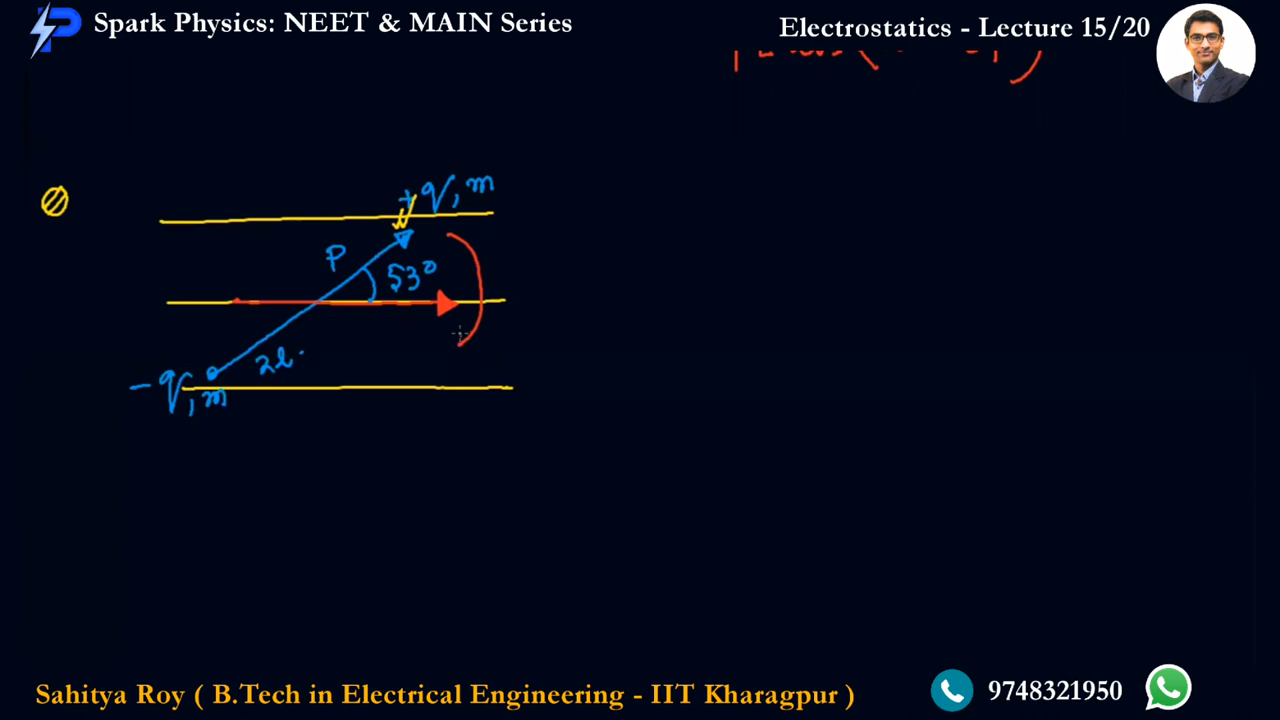 Spark Physics: NEET & MAIN Series
Electrostatics - Lecture 15/20
+q, m
P
53°
2l
-q, m
Sahitya Roy ( B.Tech in Electrical Engineering - IIT Kharagpur )
9748321950